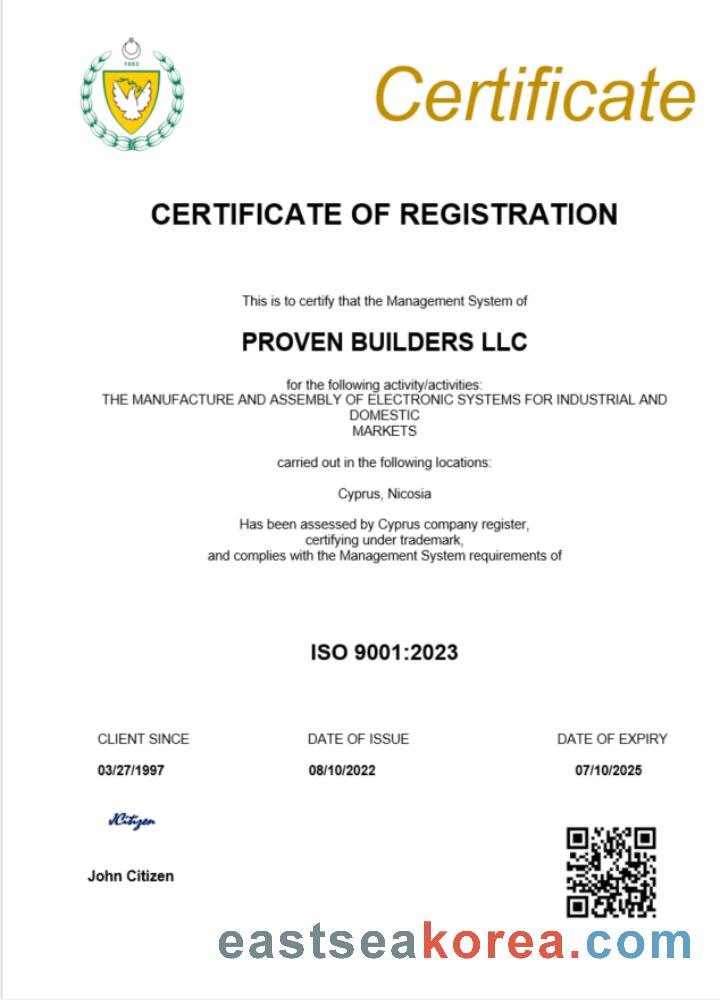 1983
Certificate
CERTIFICATE OF REGISTRATION
This is to certify that the Management System of
PROVEN BUILDERS LLC
for the following activity/activities:
THE MANUFACTURE AND ASSEMBLY OF ELECTRONIC SYSTEMS FOR INDUSTRIAL AND
DOMESTIC
MARKETS
carried out in the following locations:
Cyprus, Nicosia
Has been assessed by Cyprus company register,
certifying under trademark,
and complies with the Management System requirements of
ISO 9001:2023
CLIENT SINCE DATE OF ISSUE DATE OF EXPIRY
03/27/1997 08/10/2022 07/10/2025
JCitizen
John Citizen
eastseakorea.com